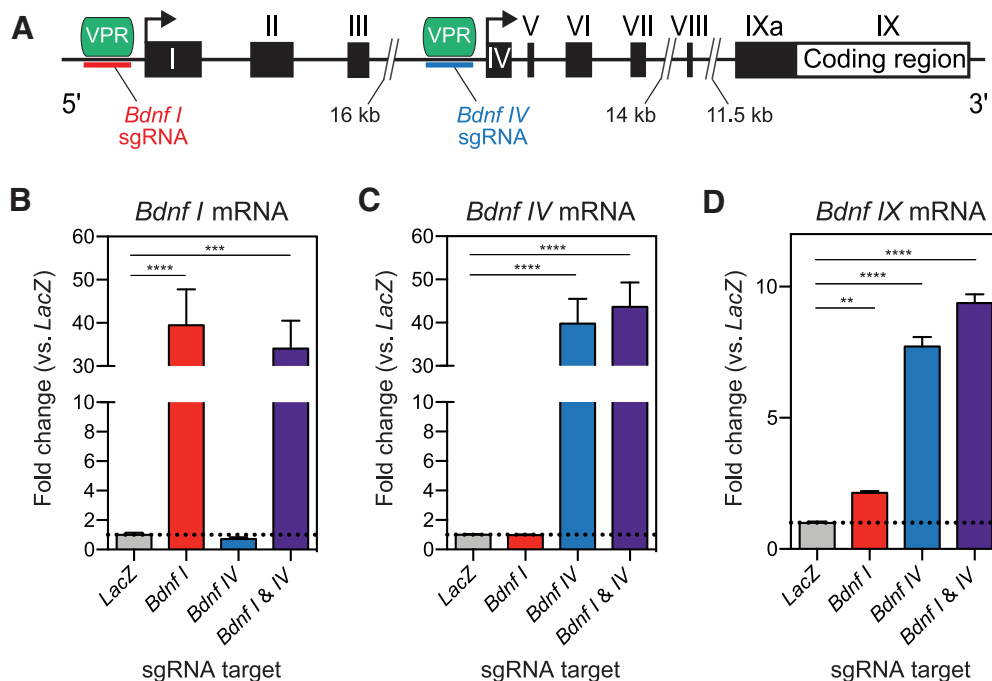 A
VPR
VPR
I
II
III
IV
V
VI
VII
VIII
IXa
IX
Coding region
5'
3'
Bdnf I
sgRNA
16 kb
Bdnf IV
sgRNA
14 kb
11.5 kb
B
Bdnf I mRNA
Fold change (vs. LacZ)
60
50
40
30
10
8
6
4
2
0
***
****
LacZ
Bdnf I
Bdnf IV
Bdnf I & IV
sgRNA target
C
Bdnf IV mRNA
Fold change (vs. LacZ)
60
50
40
30
10
8
6
4
2
0
****
****
LacZ
Bdnf I
Bdnf IV
Bdnf I & IV
sgRNA target
D
Bdnf IX mRNA
Fold change (vs. LacZ)
10
5
0
****
****
**
LacZ
Bdnf I
Bdnf IV
Bdnf I & IV
sgRNA target